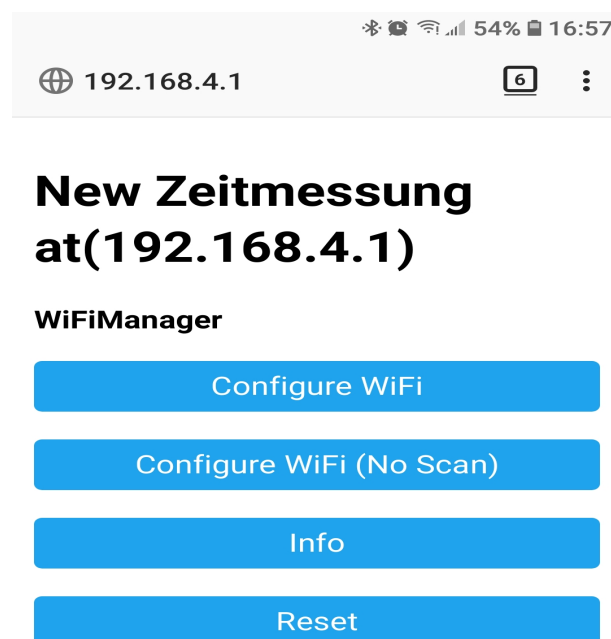 54% 16:57
192.168.4.1
6
New Zeitmessung
at(192.168.4.1)
WiFiManager
Configure WiFi
Configure WiFi (No Scan)
Info
Reset